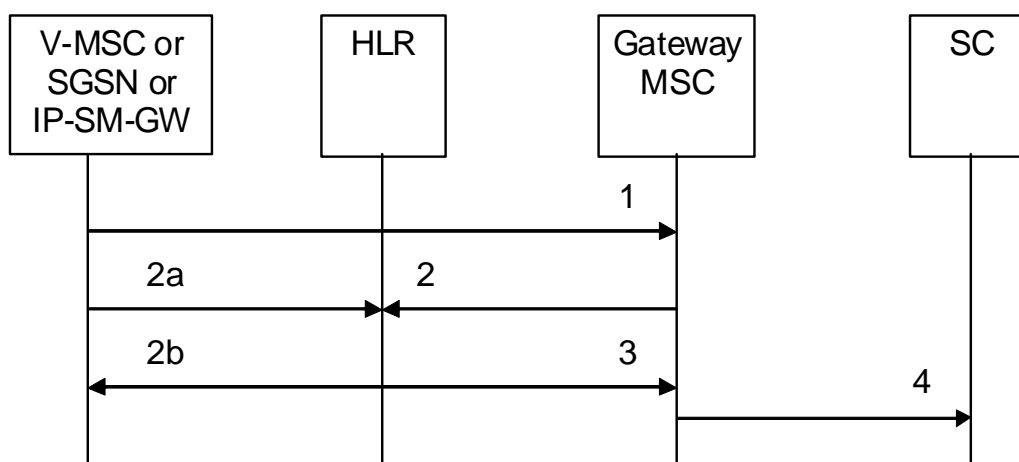 V-MSC or
SGSN or
IP-SM-GW
HLR
Gateway
MSC
SC
1
2a
2
2b
3
4